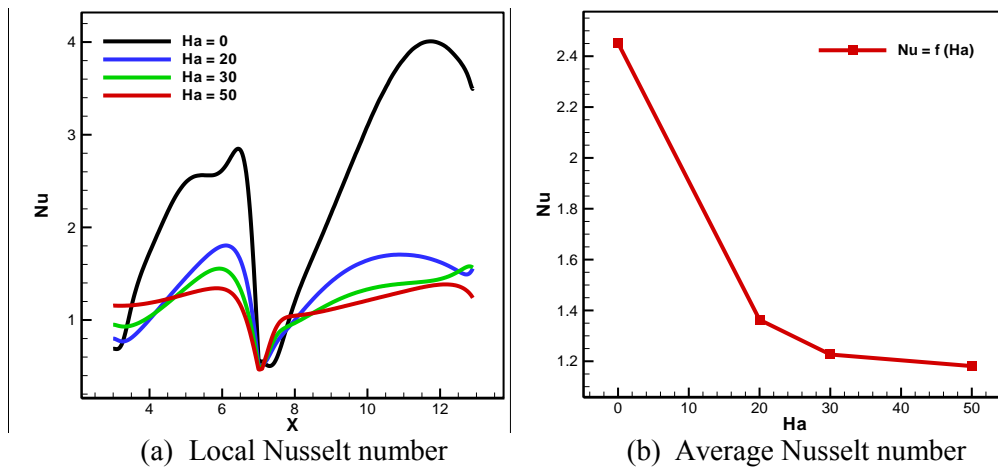 Ha = 0
Ha = 20
Ha = 30
Ha = 50
4
3
2
1
Nu
4
6
8
10
12
X
(a) Local Nusselt number
Nu = f (Ha)
2.4
2.2
2
1.8
1.6
1.4
1.2
Nu
0
10
20
30
40
50
Ha
(b) Average Nusselt number